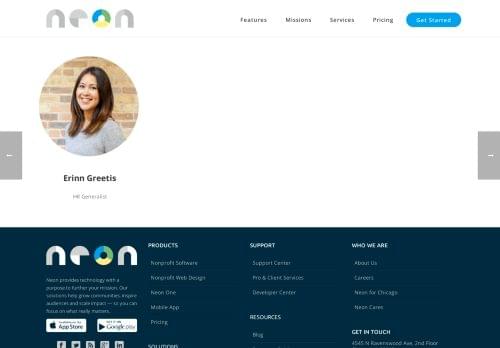 neon
Features
Missions
Services
Pricing
Get Started
←
→
Erinn Greetis
HR Generalist
neon
Neon provides technology with a
purpose to further your mission. Our
solutions help grow communities, inspire
audiences and scale impact — so you can
focus on what really matters.
Available on the
App Store
Google play
PRODUCTS
Nonprofit Software
Nonprofit Web Design
Neon One
Mobile App
Pricing
SOLUTIONS
SUPPORT
Support Center
Pro & Client Services
Developer Center
RESOURCES
Blog
WHO WE ARE
About Us
Careers
Neon for Chicago
Neon Cares
GET IN TOUCH
4545 N Ravenswood Ave, 2nd Floor